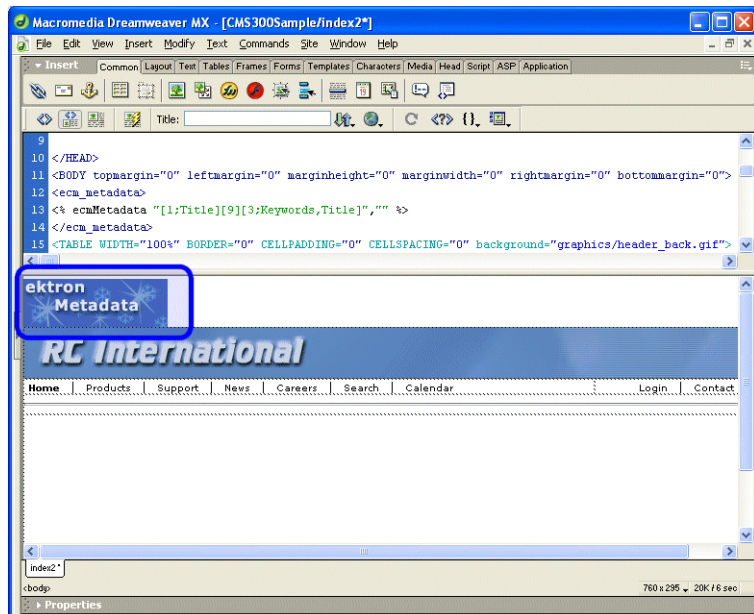 Macromedia Dreamweaver MX - [CMS300Sample/index2*]
File Edit View Insert Modify Text Commands Site Window Help
Insert Common Layout Text Tables Frames Forms Templates Characters Media Head Script ASP Application
Title:
9
10 </HEAD>
11 <BODY topmargin="0" leftmargin="0" marginheight="0" marginwidth="0" rightmargin="0" bottommargin="0">
12 <ecm_metadata>
13 <% ecmMetadata "[1;Title][9][3;Keywords,Title]","" %>
14 </ecm_metadata>
15 <TABLE WIDTH="100%" BORDER="0" CELLPADDING="0" CELLSPACING="0" background="graphics/header_back.gif">
ektron
Metadata
RC International
Home | Products | Support | News | Careers | Search | Calendar Login | Contact
index2*
<body> 760 x 295 20K / 6 sec
Properties